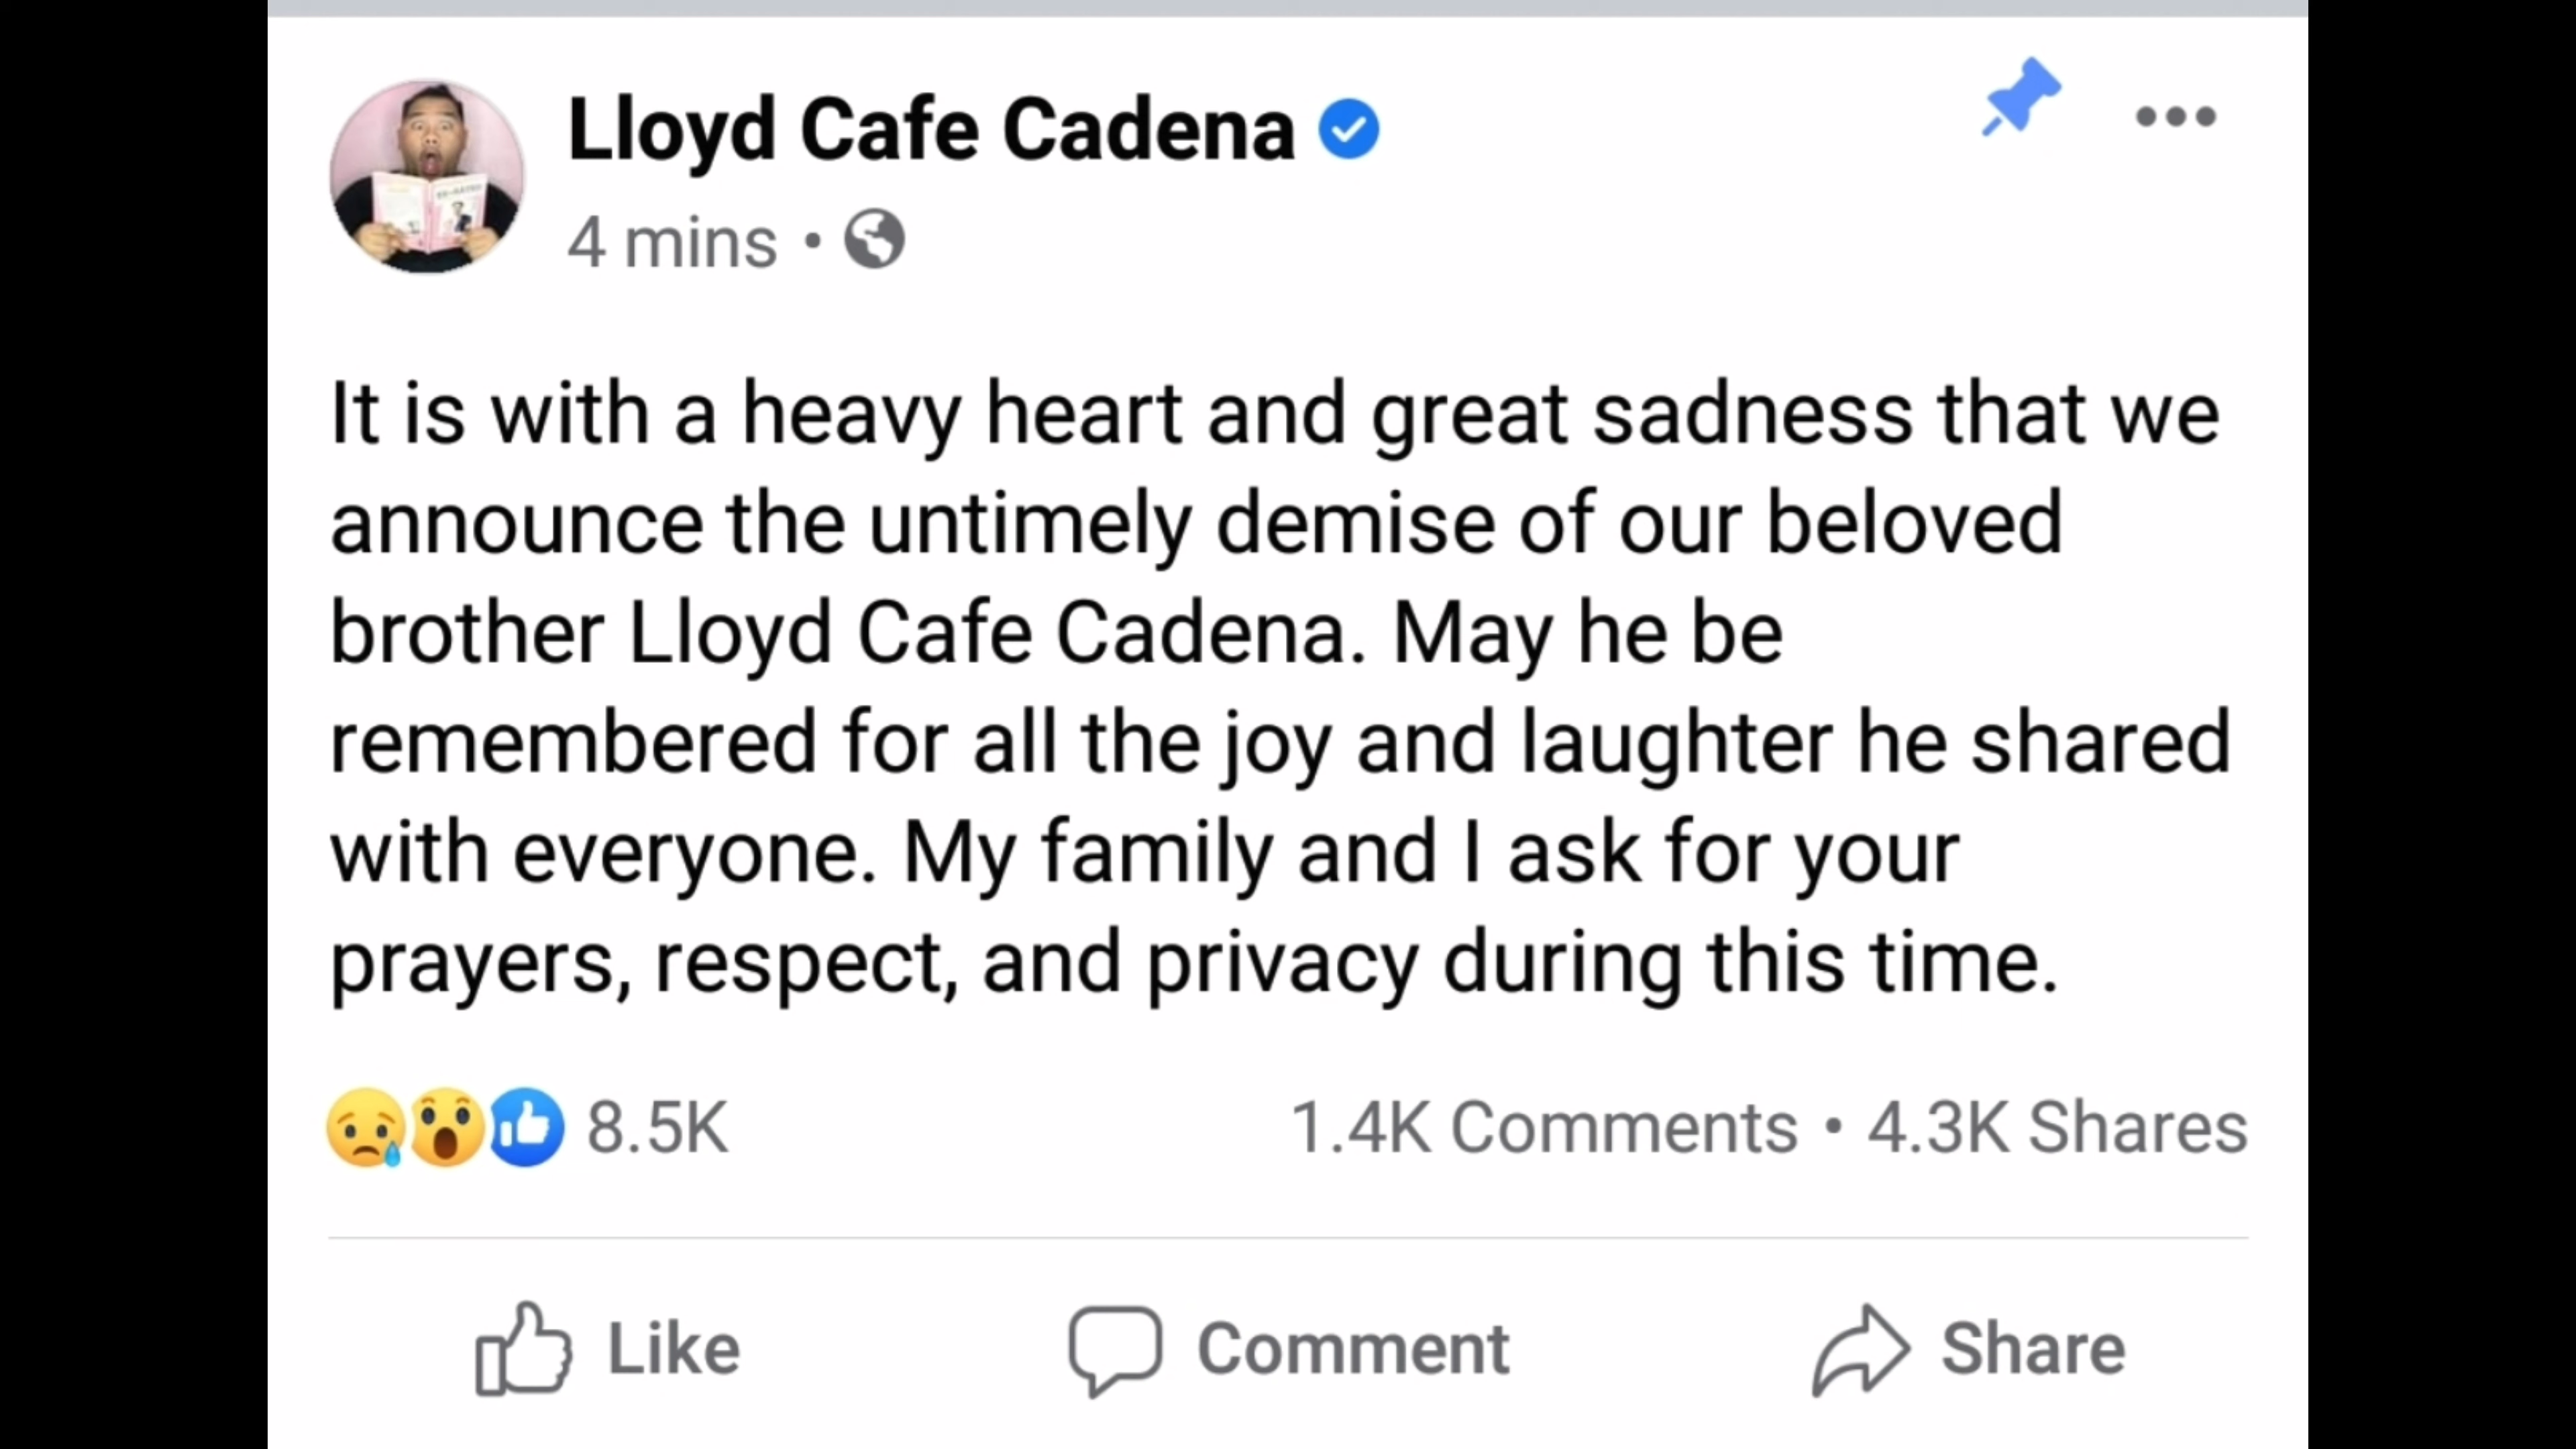 Lloyd Cafe Cadena
4 mins •
It is with a heavy heart and great sadness that we
announce the untimely demise of our beloved
brother Lloyd Cafe Cadena. May he be
remembered for all the joy and laughter he shared
with everyone. My family and I ask for your
prayers, respect, and privacy during this time.
8.5K 1.4K Comments • 4.3K Shares
Like Comment Share